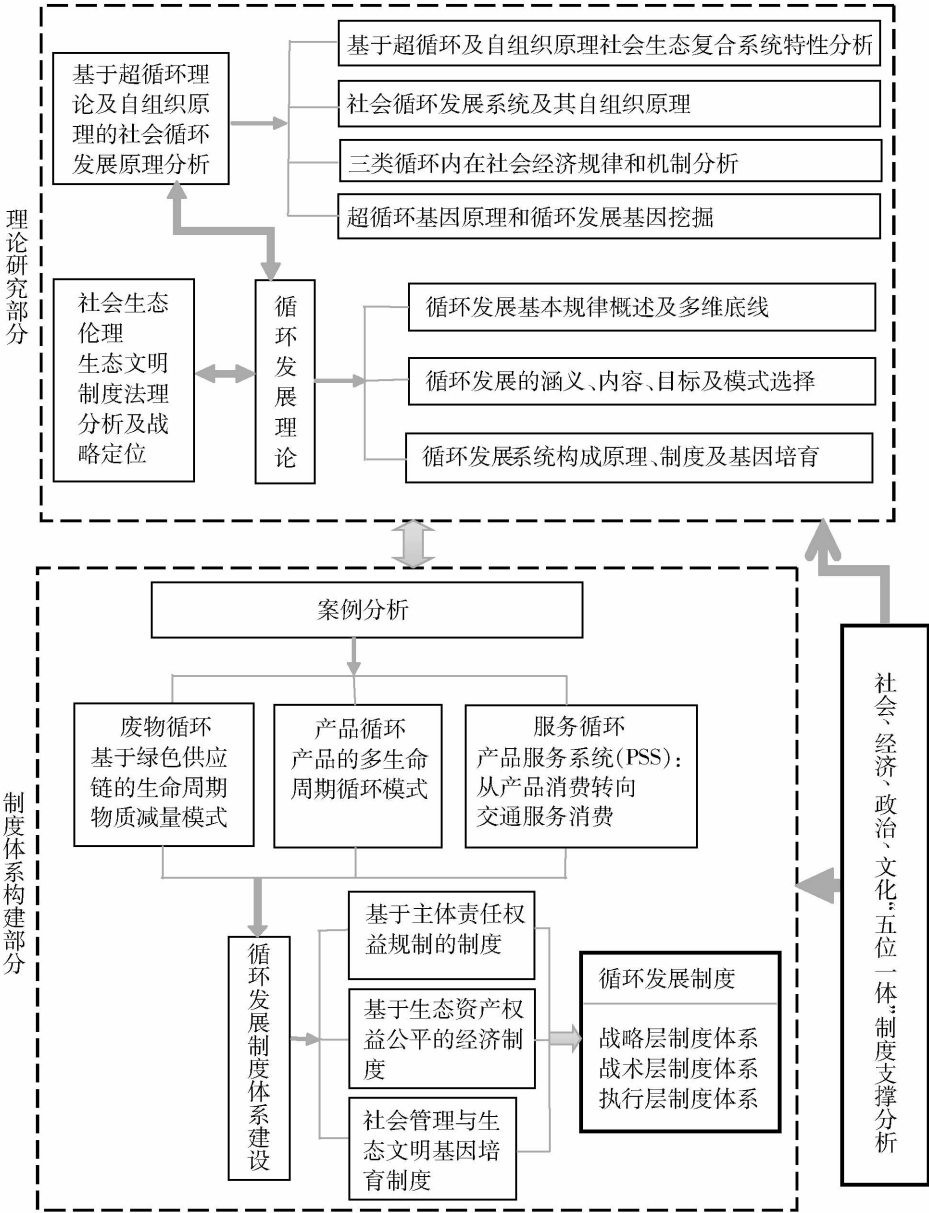 理论研究部分
基于超循环理
论及自组织原
理的社会循环
发展原理分析
基于超循环及自组织原理社会生态复合系统特性分析
社会循环发展系统及其自组织原理
三类循环内在社会经济规律和机制分析
超循环基因原理和循环发展基因挖掘
社会生态
伦理
生态文明
制度法理
分析及战
略定位
循环发展理论
循环发展基本规律概述及多维底线
循环发展的涵义、内容、目标及模式选择
循环发展系统构成原理、制度及基因培育
制度体系构建部分
案例分析
废物循环
基于绿色供应
链的生命周期
物质减量模式
产品循环
产品的多生命
周期循环模式
服务循环
产品服务系统(PSS):
从产品消费转向
交通服务消费
循环发展制度体系建设
基于主体责任权
益规制的制度
基于生态资产权
益公平的经济制
度
社会管理与生
态文明基因培
育制度
循环发展制度
战略层制度体系
战术层制度体系
执行层制度体系
社会、经济、政治、文化“五位一体”制度支撑分析